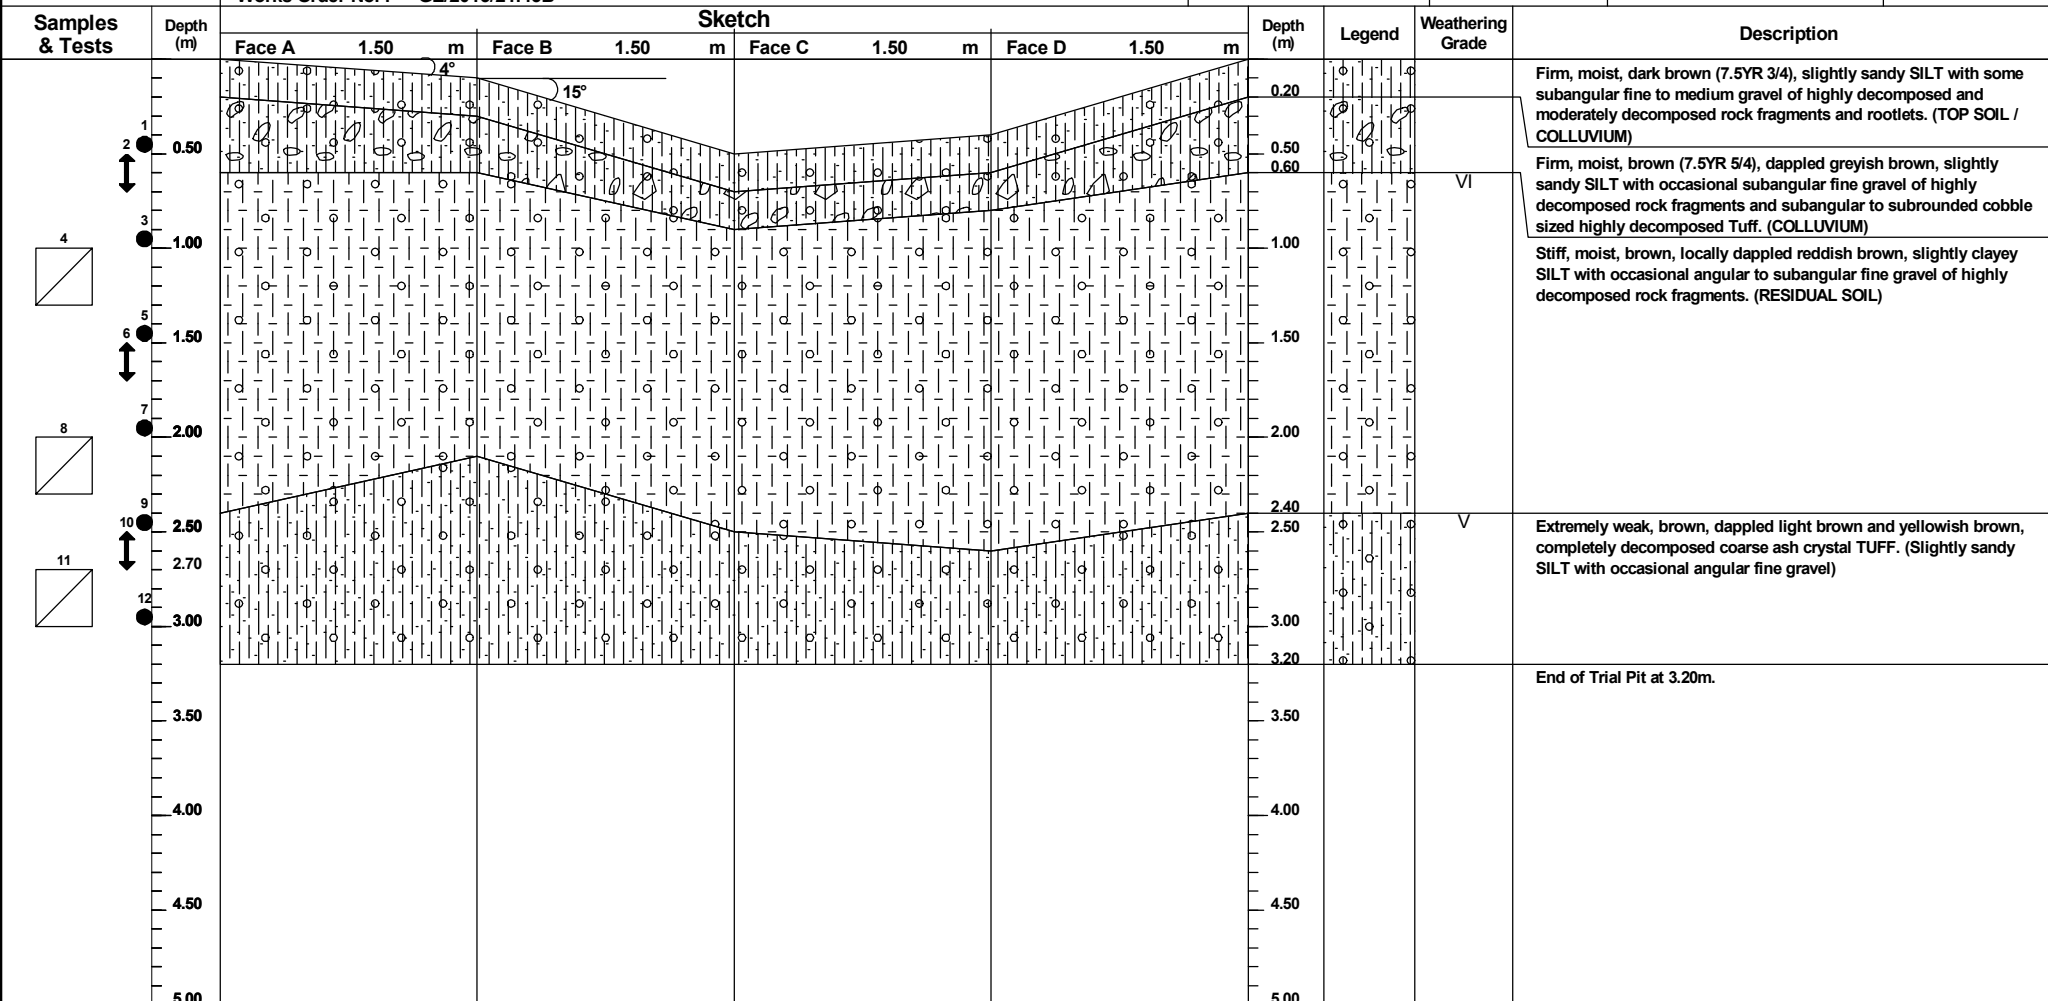 Samples & Tests
Depth (m)
Sketch
Face A 1.50 m
Face B 1.50 m
Face C 1.50 m
Face D 1.50 m
Depth (m)
Legend
Weathering Grade
Description
4°
15°
1
2
3
4
5
6
7
8
9
10
11
12
0.50
1.00
1.50
2.00
2.50
2.70
3.00
3.50
4.00
4.50
5.00
0.20
0.50
0.60
1.00
1.50
2.00
2.40
2.50
3.00
3.20
3.50
4.00
4.50
5.00
VI
V
Firm, moist, dark brown (7.5YR 3/4), slightly sandy SILT with some
subangular fine to medium gravel of highly decomposed and
moderately decomposed rock fragments and rootlets. (TOP SOIL /
COLLUVIUM)
Firm, moist, brown (7.5YR 5/4), dappled greyish brown, slightly
sandy SILT with occasional subangular fine gravel of highly
decomposed rock fragments and subangular to subrounded cobble
sized highly decomposed Tuff. (COLLUVIUM)
Stiff, moist, brown, locally dappled reddish brown, slightly clayey
SILT with occasional angular to subangular fine gravel of highly
decomposed rock fragments. (RESIDUAL SOIL)
Extremely weak, brown, dappled light brown and yellowish brown,
completely decomposed coarse ash crystal TUFF. (Slightly sandy
SILT with occasional angular fine gravel)
End of Trial Pit at 3.20m.